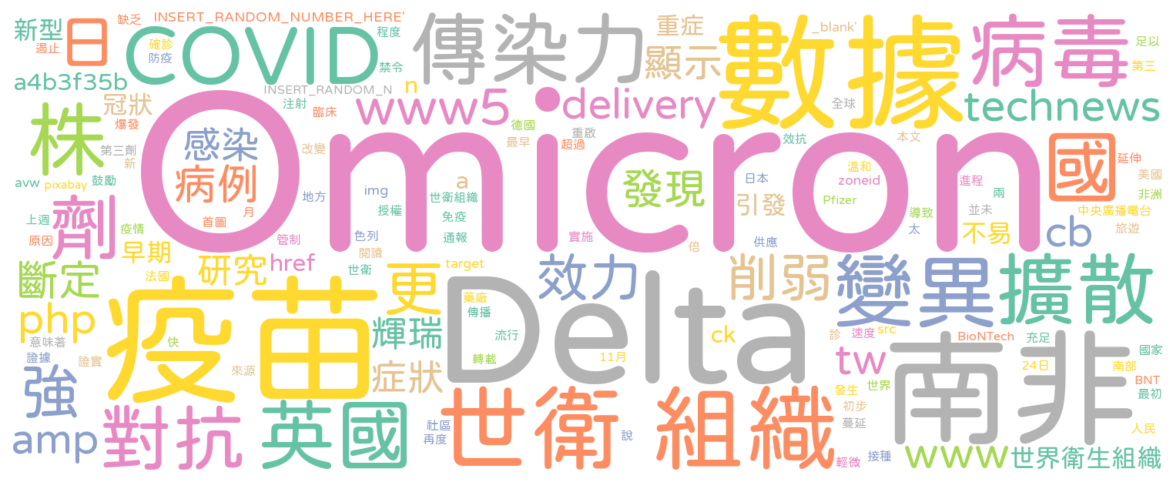 新型
缺乏
INSERT_RANDOM_NUMBER_HERE'
遏止
日
COVID
程度
確診
防疫
禁令
傳染力
重症
顯示
_blank'
數據
病毒
足以
第三
a4b3f35b
INSERT_RANDOM_N
n
冠狀
注射
臨床
爆發
www5
delivery
全球
technews
株
感染
病例
Omicron
德國
最早
重啟
超過
效抗
本文
國
延伸
第三劑
新
改變
發現
日本
溫和
zoneid
進程
美國
avw
pixabay
鼓勵
地方
img
a
世衛組織
引發
Pfizer
兩
非洲
劑
首圖
月
授權
免疫
導致
並未
中央廣播電台
上週
疫情
原因
早期
管制
色列
通報
實施
供應
太
不易
cb
旅遊
斷定
法國
研究
href
開講
世衛
target
倍
效力
削弱
變異
擴散
php
疫苗
更
Delta
藥廠
傳播
意味著
輝瑞
流行
ck
診
速度
src
BioNTech
充足
國家
證據
證實
快
來源
症狀
轉載
11月
tw
南非
24日
南部
強
發生
世界
BNT
最初
amp
對抗
英國
社區
再度
世衛 組織
說
初步
蔓延
人民
輕微
接種
www
世界衛生組織